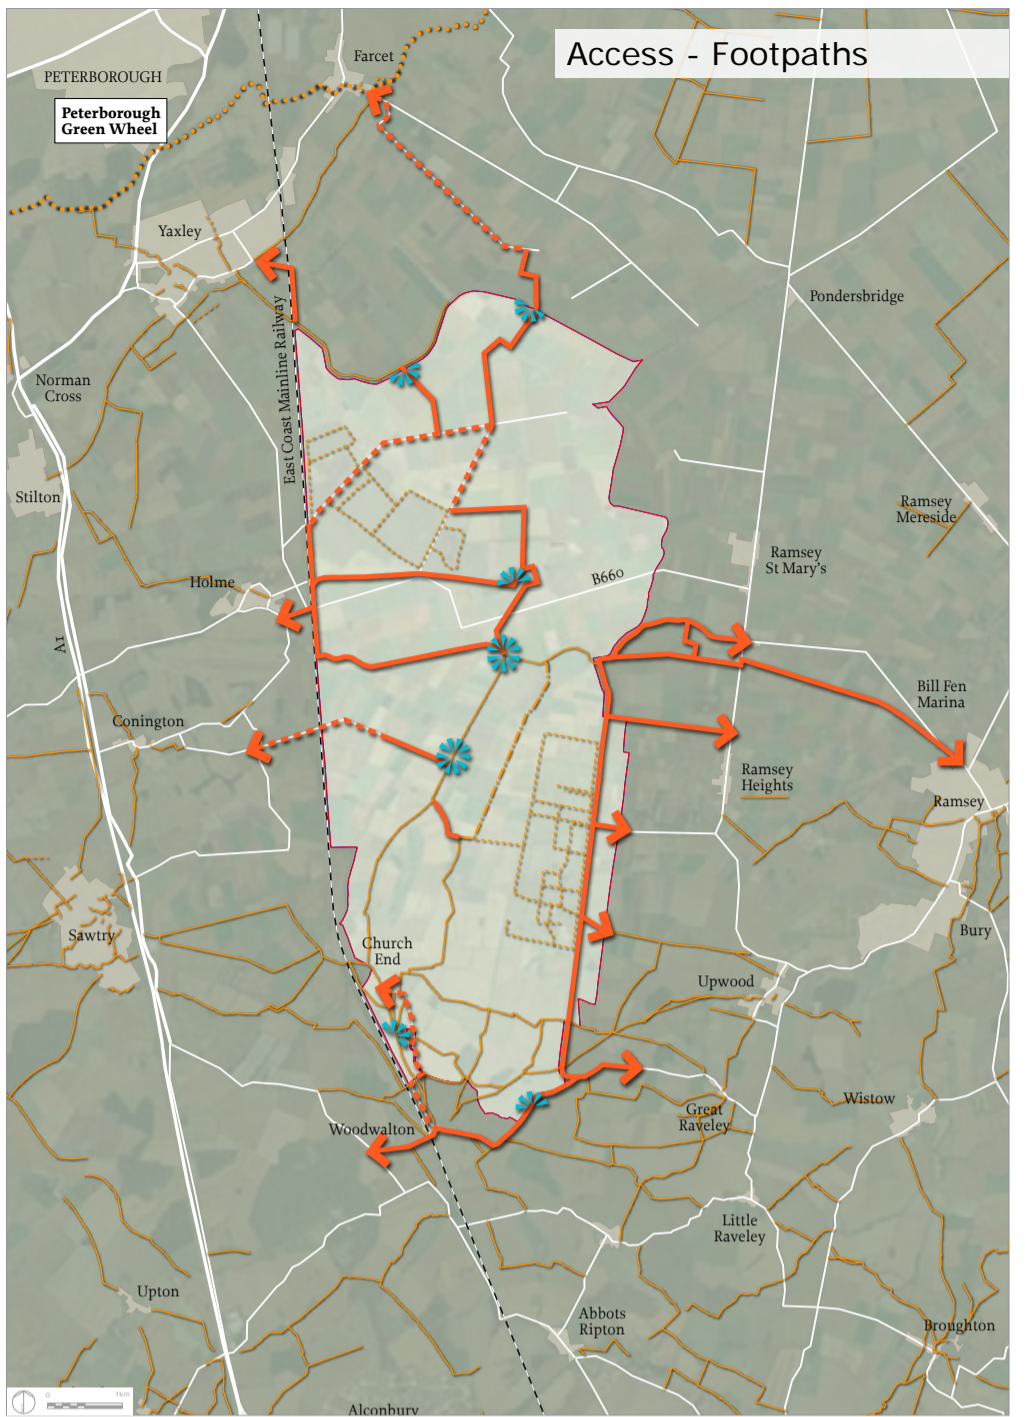 Access - Footpaths
Farcet
PETERBOROUGH
Peterborough
Green Wheel
Yaxley
Pondersbridge
East Coast Mainline Railway
Norman
Cross
Stilton
Ramsey
Mereside
Ramsey
St Mary's
B660
Holme
A1
Bill Fen
Marina
Conington
Ramsey
Heights
Ramsey
Sawtry
Church
End
Bury
Upwood
Wistow
Great
Raveley
Woodwalton
Little
Raveley
Upton
Abbots
Ripton
Broughton
Alconbury
0 1km